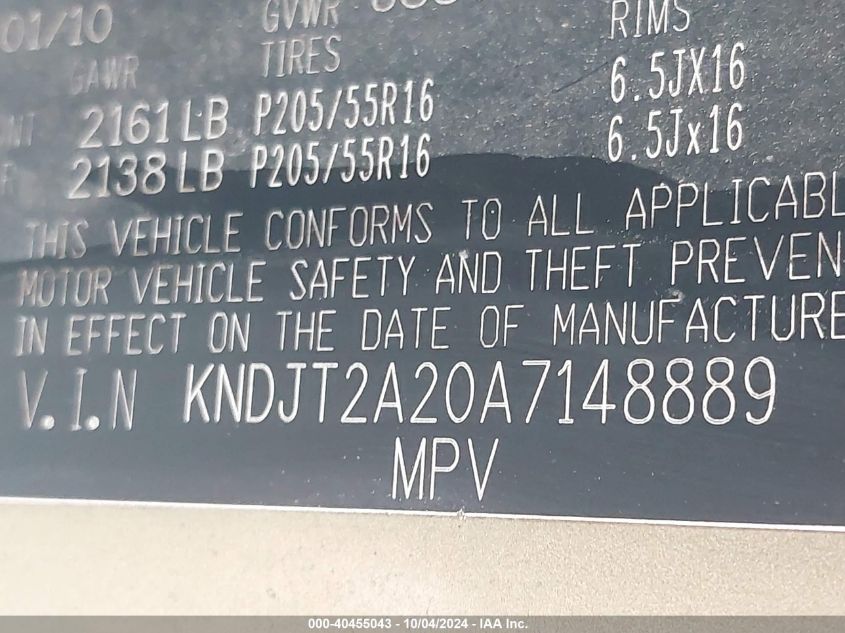 01/10 GVWR RIMS
GAWR TIRES
2161 LB P205/55R16 6.5JX16
2138 LB P205/55R16 6.5Jx16
THIS VEHICLE CONFORMS TO ALL APPLICABL
MOTOR VEHICLE SAFETY AND THEFT PREVEN
IN EFFECT ON THE DATE OF MANUFACTURE
V.I.N KNDJT2A20A7148889
MPV
000-40455043 - 10/04/2024 - IAA Inc.